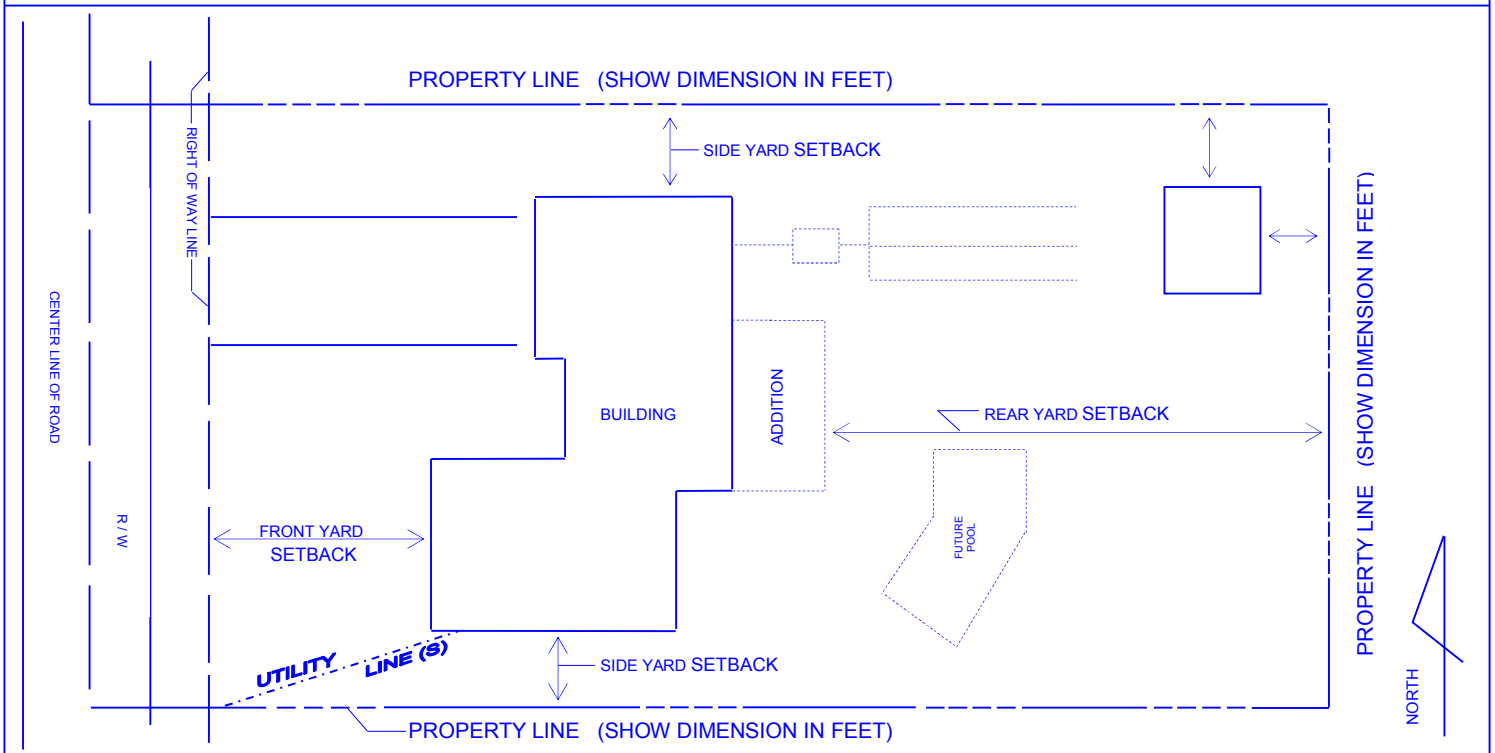 PROPERTY LINE (SHOW DIMENSION IN FEET)
RIGHT OF WAY LINE
SIDE YARD SETBACK
PROPERTY LINE (SHOW DIMENSION IN FEET)
CENTER LINE OF ROAD
BUILDING
ADDITION
REAR YARD SETBACK
R / W
FRONT YARD
SETBACK
FUTURE
POOL
UTILITY LINE (S)
SIDE YARD SETBACK
NORTH
PROPERTY LINE (SHOW DIMENSION IN FEET)